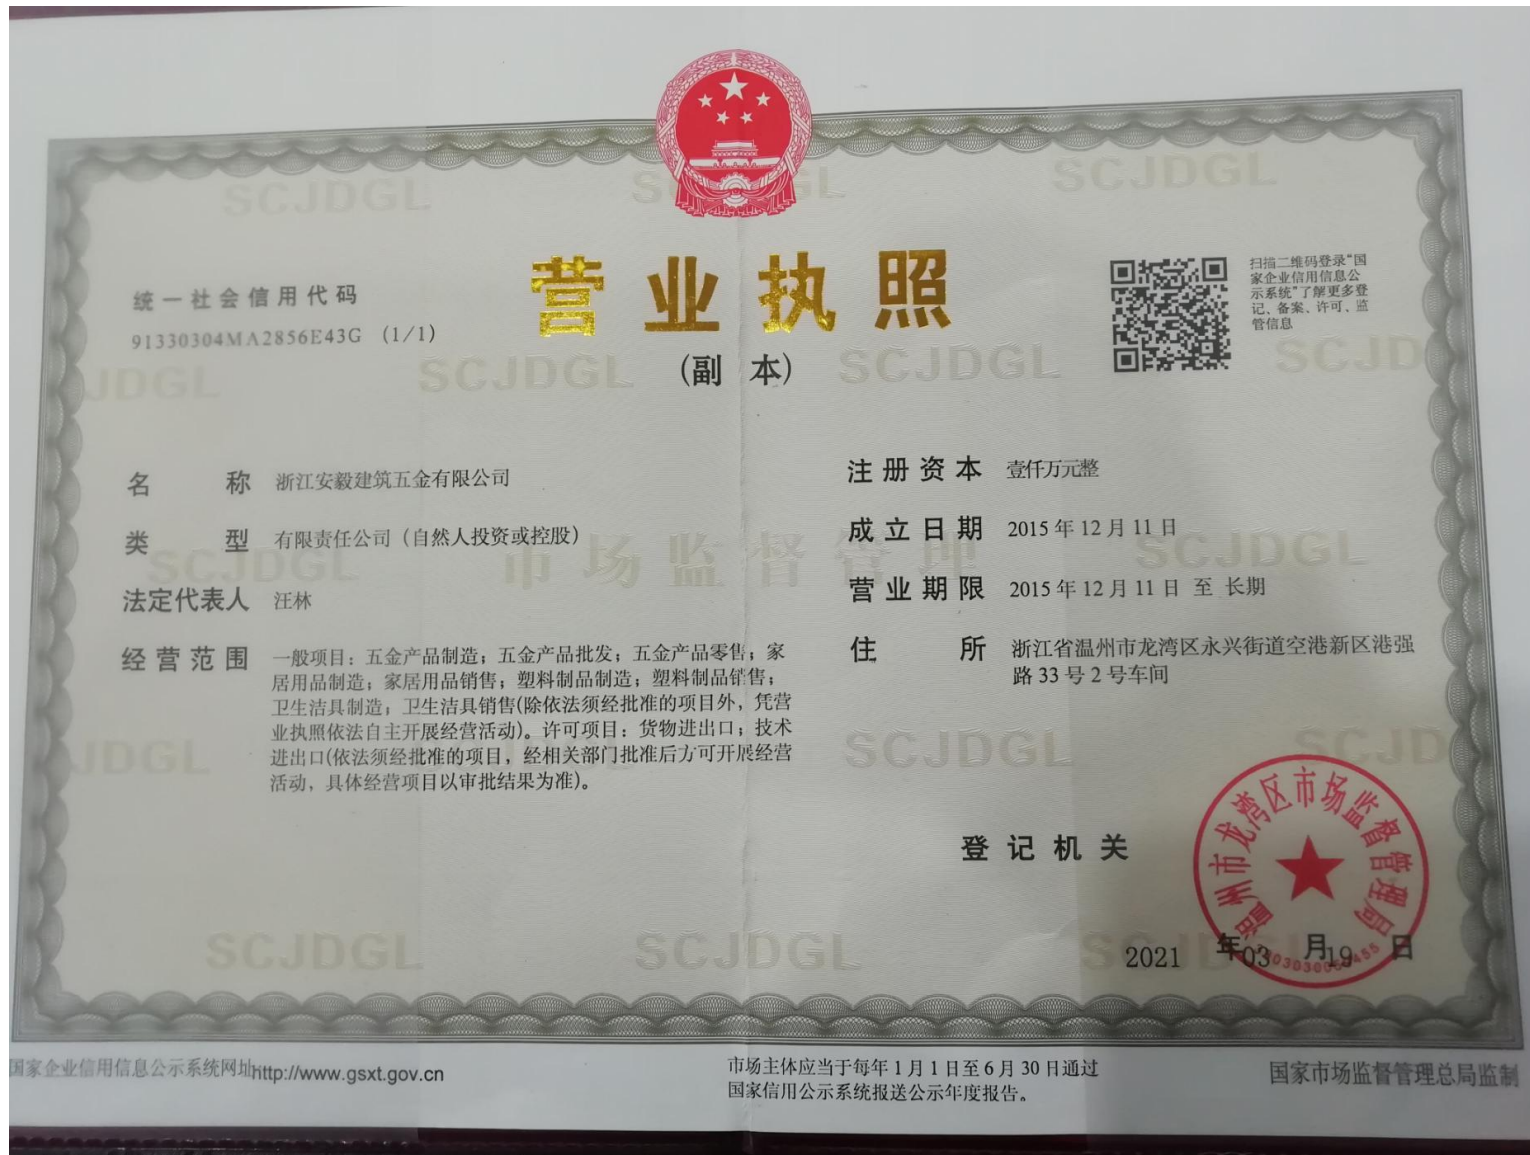 营业执照
(副 本)
统一社会信用代码
91330304MA2856E43G (1/1)
扫描二维码登录“国
家企业信用信息公
示系统”了解更多登
记、备案、许可、监
管信息
名 称 浙江安毅建筑五金有限公司
类 型 有限责任公司（自然人投资或控股）
法定代表人 汪林
经营范围 一般项目：五金产品制造；五金产品批发；五金产品零售；家
居用品制造；家居用品销售；塑料制品制造；塑料制品销售；
卫生洁具制造；卫生洁具销售(除依法须经批准的项目外，凭营
业执照依法自主开展经营活动)。许可项目：货物进出口；技术
进出口(依法须经批准的项目，经相关部门批准后方可开展经营
活动，具体经营项目以审批结果为准)。
注册资本 壹仟万元整
成立日期 2015年12月11日
营业期限 2015年12月11日 至 长期
住 所 浙江省温州市龙湾区永兴街道空港新区港强
路33号2号车间
登记机关
温州市龙湾区市场监督管理局
2021 年 03 月 19 日
市场监督管理
SCJDGL
国家企业信用信息公示系统网址http://www.gsxt.gov.cn
市场主体应当于每年1月1日至6月30日通过
国家信用公示系统报送公示年度报告。
国家市场监督管理总局监制